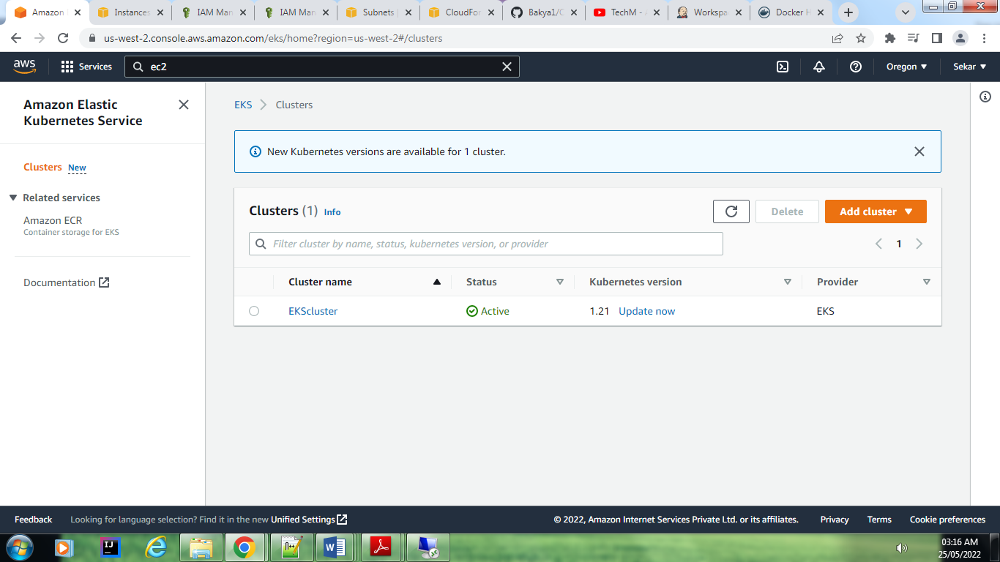 Amazon
Instances
IAM Man
IAM Man
Subnets
CloudFor
Bakya1/C
TechM -
Workspa
Docker H
us-west-2.console.aws.amazon.com/eks/home?region=us-west-2#/clusters
aws
Services
ec2
Oregon
Sekar
Amazon Elastic
Kubernetes Service
Clusters New
Related services
Amazon ECR
Container storage for EKS
Documentation
EKS
Clusters
New Kubernetes versions are available for 1 cluster.
Clusters (1) Info
Delete
Add cluster
Filter cluster by name, status, kubernetes version, or provider
1
Cluster name
Status
Kubernetes version
Provider
EKScluster
Active
1.21 Update now
EKS
Feedback
Looking for language selection? Find it in the new Unified Settings
© 2022, Amazon Internet Services Private Ltd. or its affiliates.
Privacy
Terms
Cookie preferences
IJ
03:16 AM
25/05/2022